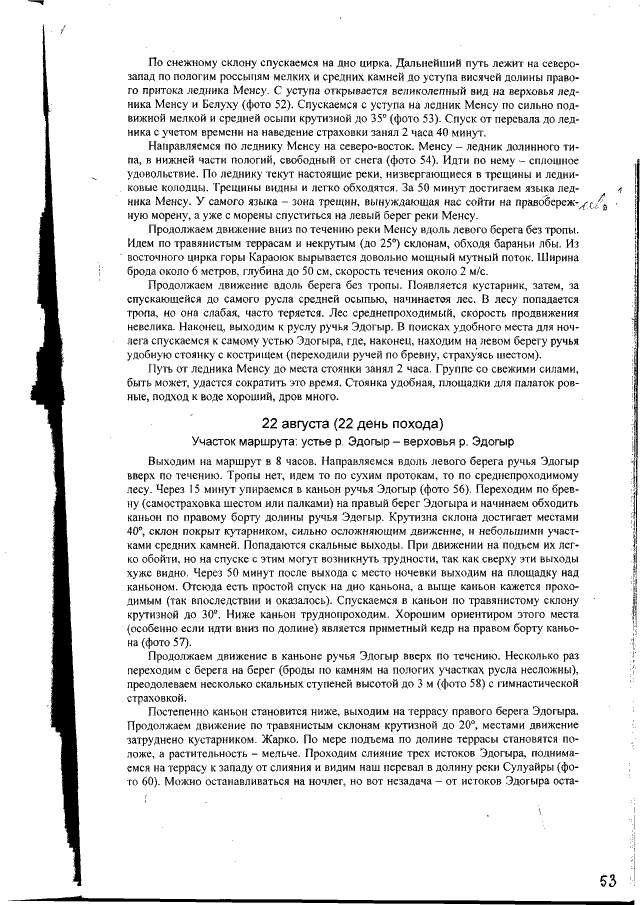 По снежному склону спускаемся на дно цирка. Дальнейший путь лежит на северо-
запад по пологим россыпям мелких и средних камней до уступа висячей долины право-
го притока ледника Менсу. С уступа открывается великолепный вид на верховья лед-
ника Менсу и Белуху (фото 52). Спускаемся с уступа на ледник Менсу по сильно под-
вижной мелкой и средней осыпи крутизной до 35° (фото 53). Спуск от перевала до лед-
ника с учетом времени на наведение страховки занял 2 часа 40 минут.
Направляемся по леднику Менсу на северо-восток. Менсу – ледник долинного ти-
па, в нижней части пологий, свободный от снега (фото 54). Идти по нему – сплошное
удовольствие. По леднику текут настоящие реки, низвергающиеся в трещины и ледни-
ковые колодцы. Трещины видны и легко обходятся. За 50 минут достигаем языка лед-
ника Менсу. У самого языка – зона трещин, вынуждающая нас сойти на правобереж-
ную морену, а уже с морены спуститься на левый берег реки Менсу.
Продолжаем движение вниз по течению реки Менсу вдоль левого берега без тропы.
Идем по травянистым террасам и некрутым (до 25°) склонам, обходя бараньи лбы. Из
восточного цирка горы Караоюк вырывается довольно мощный мутный поток. Ширина
брода около 6 метров, глубина до 50 см, скорость течения около 2 м/с.
Продолжаем движение вдоль берега без тропы. Появляется кустарник, затем, за
спускающейся до самого русла средней осыпью, начинается лес. В лесу попадается
тропа, но она слабая, часто теряется. Лес среднепроходимый, скорость продвижения
невелика. Наконец, выходим к руслу ручья Эдогыр. В поисках удобного места для ноч-
лега спускаемся к самому устью Эдогыра, где, наконец, находим на левом берегу ручья
удобную стоянку с кострищем (переходили ручей по бревну, страхуясь шестом).
Путь от ледника Менсу до места стоянки занял 2 часа. Группе со свежими силами,
быть может, удастся сократить это время. Стоянка удобная, площадки для палаток ров-
ные, подход к воде хороший, дров много.
22 августа (22 день похода)
Участок маршрута: устье р. Эдогыр – верховья р. Эдогыр
Выходим на маршрут в 8 часов. Направляемся вдоль левого берега ручья Эдогыр
вверх по течению. Тропы нет, идем то по сухим протокам, то по среднепроходимому
лесу. Через 15 минут упираемся в каньон ручья Эдогыр (фото 56). Переходим по брев-
ну (самостраховка шестом или палками) на правый берег Эдогыра и начинаем обходить
каньон по правому борту долины ручья Эдогыр. Крутизна склона достигает местами
40°, склон покрыт кутарником, сильно осложняющим движение, и небольшими участ-
ками средних камней. Попадаются скальные выходы. При движении на подъем их лег-
ко обойти, но на спуске с этим могут возникнуть трудности, так как сверху эти выходы
хуже видно. Через 50 минут после выхода с место ночевки выходим на площадку над
каньоном. Отсюда есть простой спуск на дно каньона, а выше каньон кажется прохо-
димым (так впоследствии и оказалось). Спускаемся в каньон по травянистому склону
крутизной до 30°. Ниже каньон труднопроходим. Хорошим ориентиром этого места
(особенно если идти вниз по долине) является приметный кедр на правом борту каньо-
на (фото 57).
Продолжаем движение в каньоне ручья Эдогыр вверх по течению. Несколько раз
переходим с берега на берег (броды по камням на пологих участках русла несложны),
преодолеваем несколько скальных ступеней высотой до 3 м (фото 58) с гимнастической
страховкой.
Постепенно каньон становится ниже, выходим на террасу правого берега Эдогыра.
Продолжаем движение по травянистым склонам крутизной до 20°, местами движение
затруднено кустарником. Жарко. По мере подъема по долине террасы становятся по-
ложе, а растительность – мельче. Проходим слияние трех истоков Эдогыра, поднима-
емся на террасу к западу от слияния и видим наш перевал в долину реки Сулуайры (фо-
то 60). Можно останавливаться на ночлег, но вот незадача – от истоков Эдогыра оста-
53